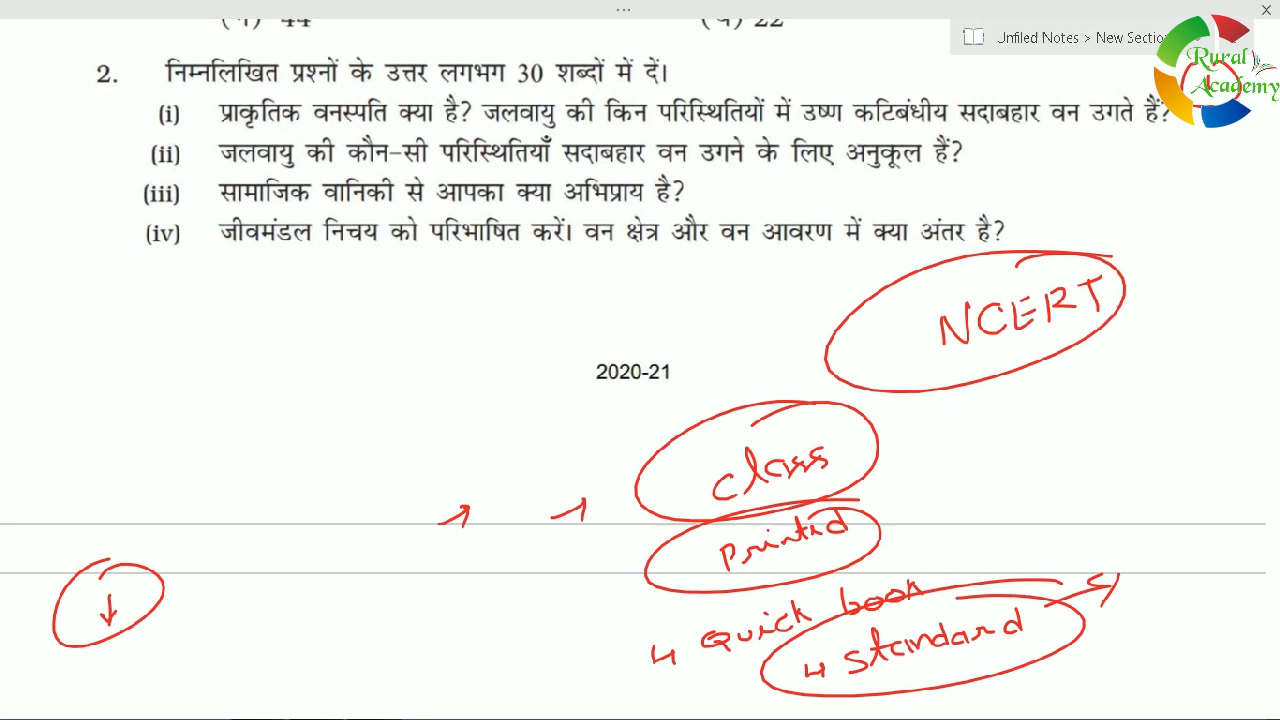 (ग) 44 (घ) 22
Unfiled Notes > New Section
Rural
Academy
2. निम्नलिखित प्रश्नों के उत्तर लगभग 30 शब्दों में दें।
(i) प्राकृतिक वनस्पति क्या है? जलवायु की किन परिस्थितियों में उष्ण कटिबंधीय सदाबहार वन उगते हैं?
(ii) जलवायु की कौन-सी परिस्थितियाँ सदाबहार वन उगने के लिए अनुकूल हैं?
(iii) सामाजिक वानिकी से आपका क्या अभिप्राय है?
(iv) जीवमंडल निचय को परिभाषित करें। वन क्षेत्र और वन आवरण में क्या अंतर है?
NCERT
2020-21
class
Printed
Quick book
Standard